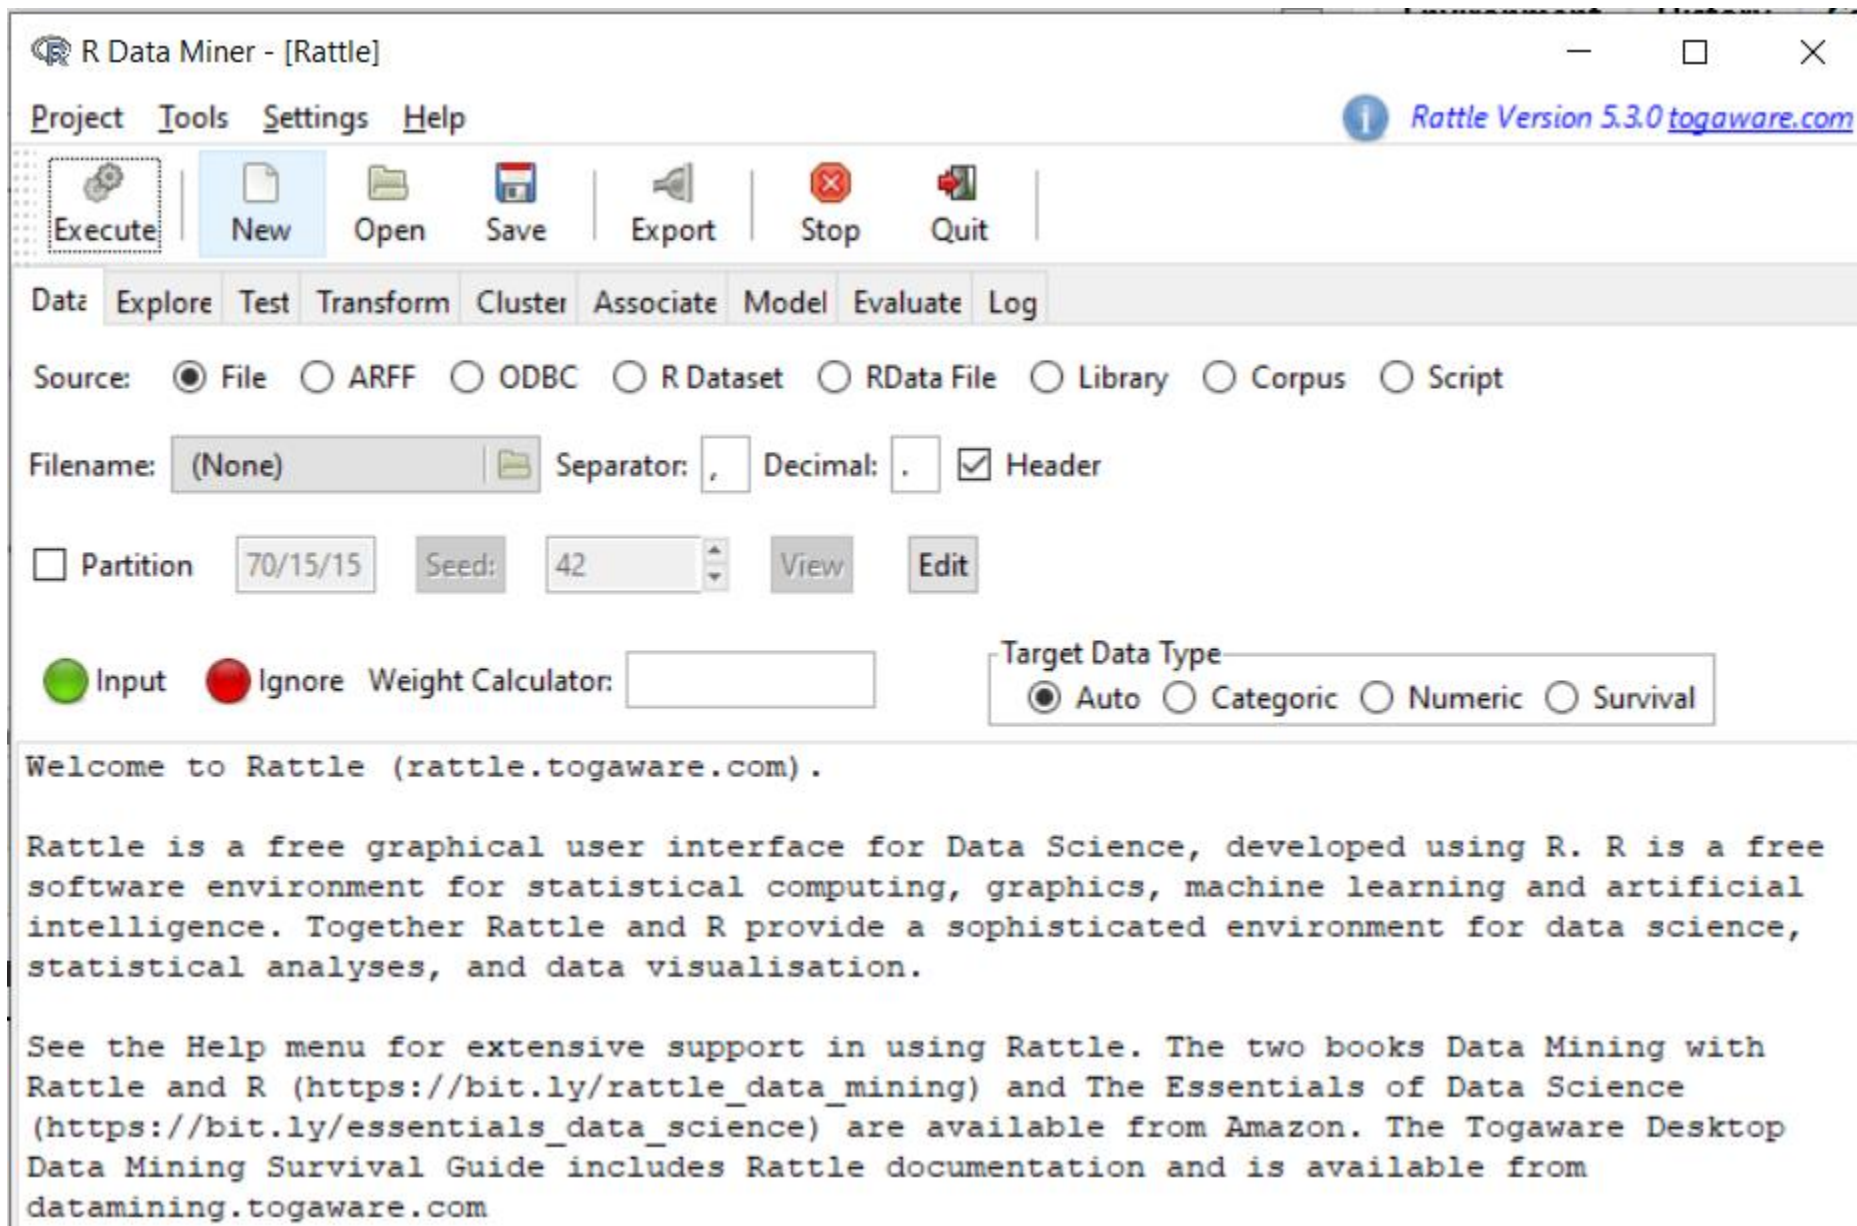 R Data Miner - [Rattle]
Project Tools Settings Help
Rattle Version 5.3.0 togaware.com
Execute New Open Save Export Stop Quit
Data Explore Test Transform Cluster Associate Model Evaluate Log
Source: File ARFF ODBC R Dataset RData File Library Corpus Script
Filename: (None) Separator: , Decimal: . Header
Partition 70/15/15 Seed: 42 View Edit
Input Ignore Weight Calculator:
Target Data Type
Auto Categoric Numeric Survival
Welcome to Rattle (rattle.togaware.com).
Rattle is a free graphical user interface for Data Science, developed using R. R is a free
software environment for statistical computing, graphics, machine learning and artificial
intelligence. Together Rattle and R provide a sophisticated environment for data science,
statistical analyses, and data visualisation.
See the Help menu for extensive support in using Rattle. The two books Data Mining with
Rattle and R (https://bit.ly/rattle_data_mining) and The Essentials of Data Science
(https://bit.ly/essentials_data_science) are available from Amazon. The Togaware Desktop
Data Mining Survival Guide includes Rattle documentation and is available from
datamining.togaware.com